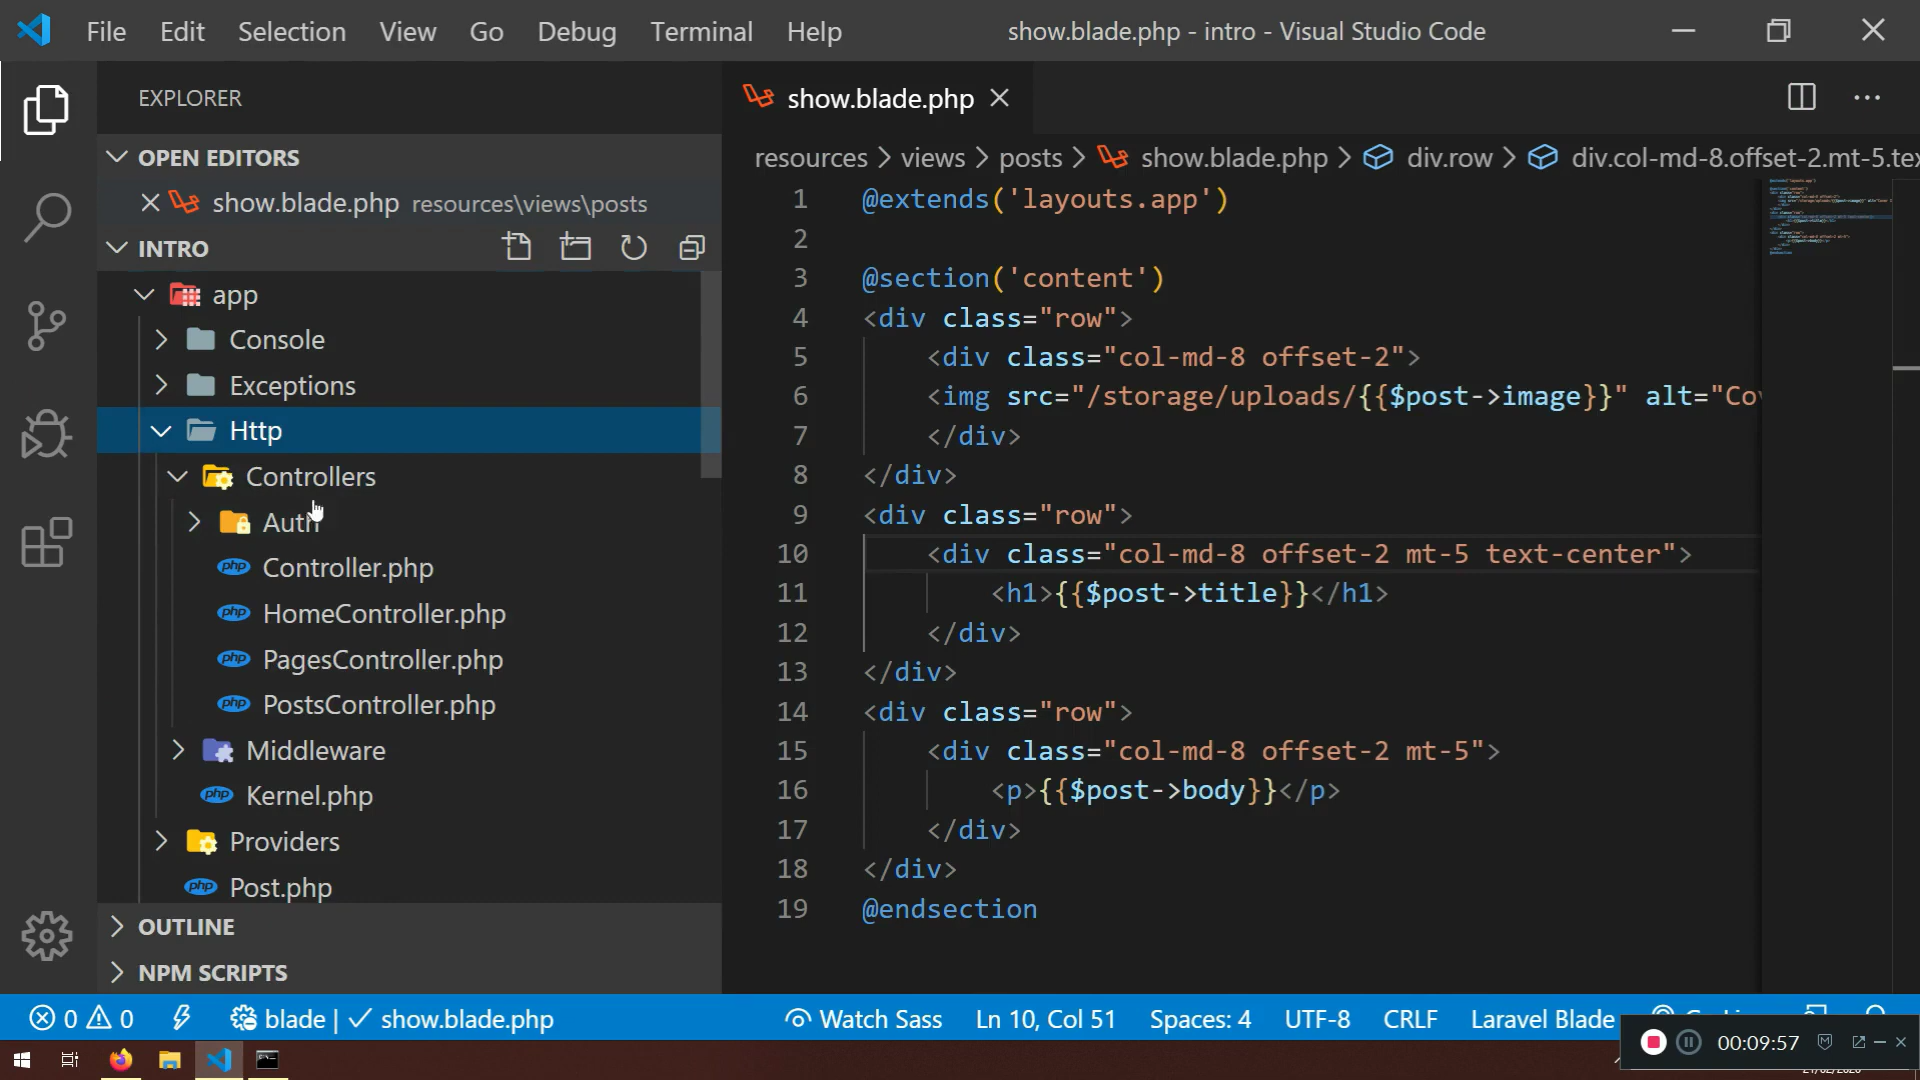 File Edit Selection View Go Debug Terminal Help show.blade.php - intro - Visual Studio Code
EXPLORER
OPEN EDITORS
show.blade.php resources\views\posts
INTRO
app
Console
Exceptions
Http
Controllers
Auth
Controller.php
HomeController.php
PagesController.php
PostsController.php
Middleware
Kernel.php
Providers
Post.php
OUTLINE
NPM SCRIPTS
show.blade.php
resources > views > posts > show.blade.php > div.row > div.col-md-8.offset-2.mt-5.te
1 @extends('layouts.app')
2
3 @section('content')
4 <div class="row">
5 <div class="col-md-8 offset-2">
6 <img src="/storage/uploads/{{$post->image}}" alt="Co
7 </div>
8 </div>
9 <div class="row">
10 <div class="col-md-8 offset-2 mt-5 text-center">
11 <h1>{{$post->title}}</h1>
12 </div>
13 </div>
14 <div class="row">
15 <div class="col-md-8 offset-2 mt-5">
16 <p>{{$post->body}}</p>
17 </div>
18 </div>
19 @endsection
0 0 blade | ✓ show.blade.php Watch Sass Ln 10, Col 51 Spaces: 4 UTF-8 CRLF Laravel Blade
00:09:57